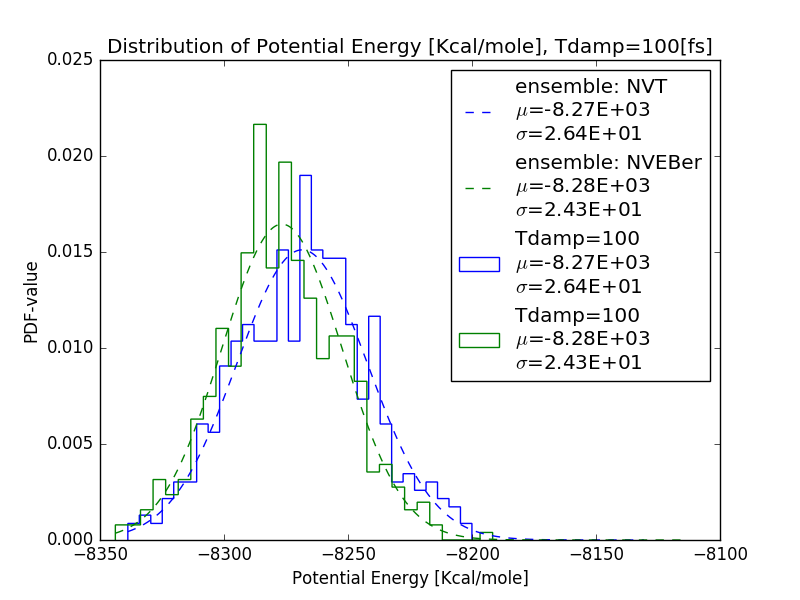 Distribution of Potential Energy [Kcal/mole], Tdamp=100[fs]
0.025
0.020
0.015
0.010
0.005
0.000
PDF-value
ensemble: NVT
μ=-8.27E+03
σ=2.64E+01
ensemble: NVEBer
μ=-8.28E+03
σ=2.43E+01
Tdamp=100
μ=-8.27E+03
σ=2.64E+01
Tdamp=100
μ=-8.28E+03
σ=2.43E+01
−8350 −8300 −8250 −8200 −8150 −8100
Potential Energy [Kcal/mole]